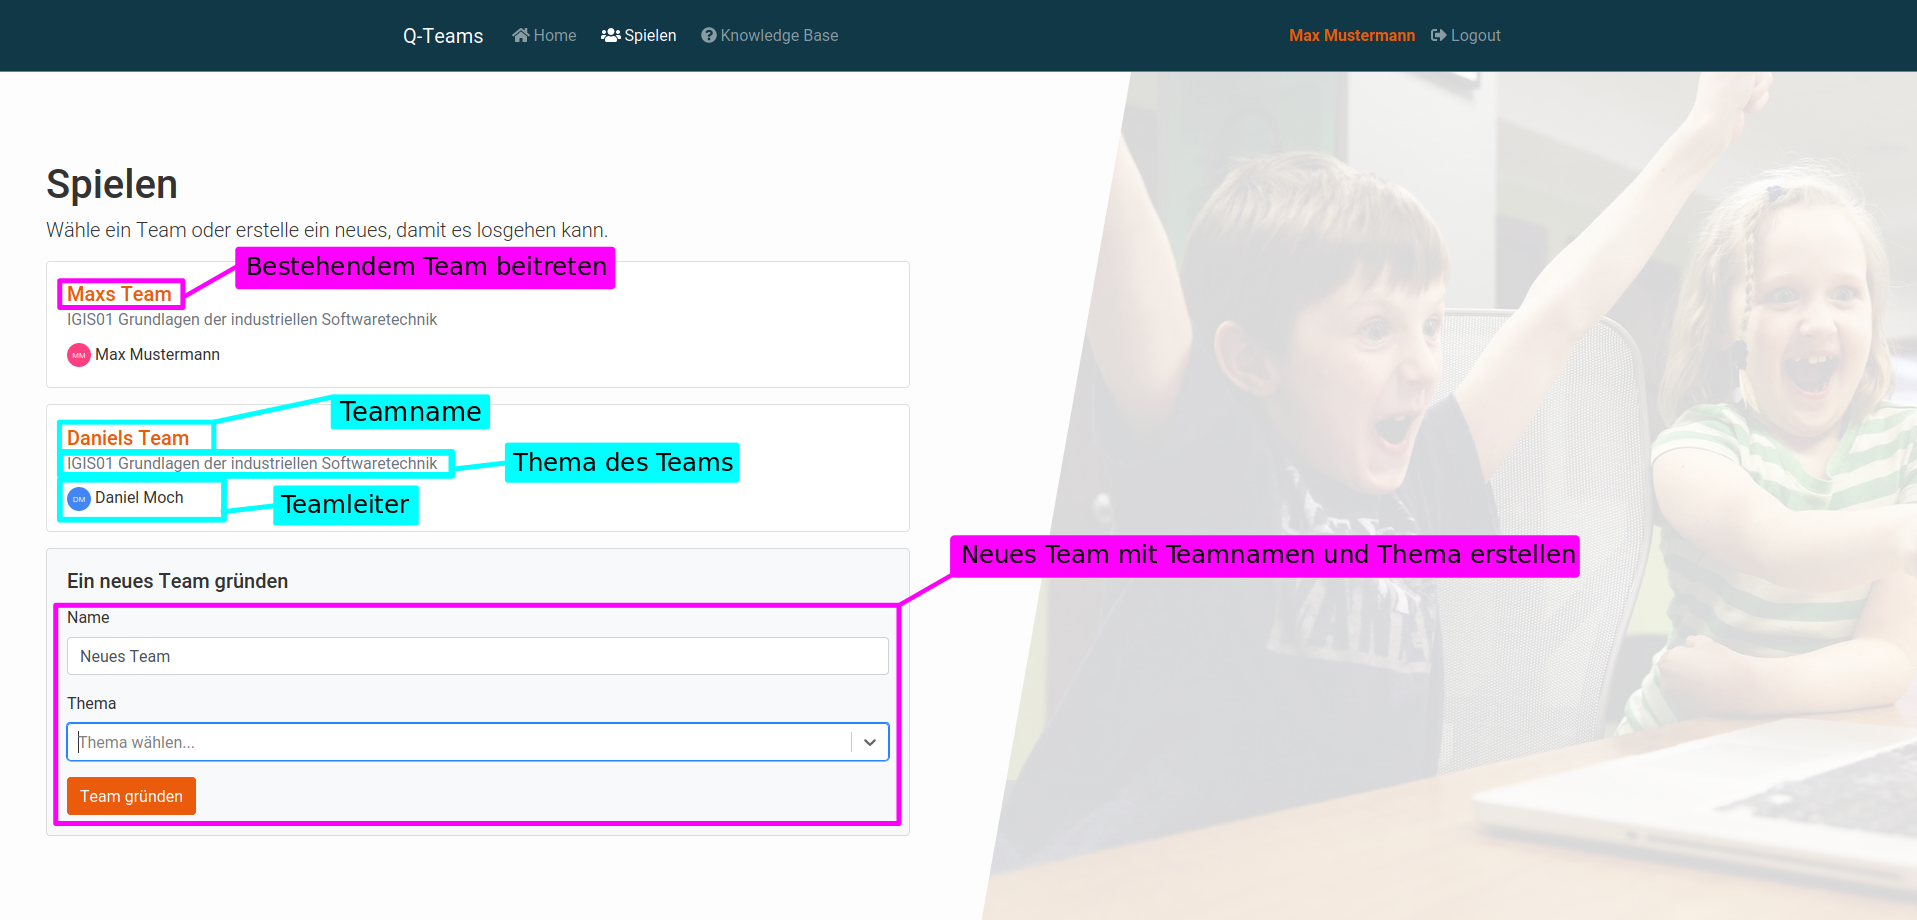 Q-Teams Home Spielen Knowledge Base Max Mustermann Logout
Spielen
Wähle ein Team oder erstelle ein neues, damit es losgehen kann.
Bestehendem Team beitreten
Maxs Team
IGIS01 Grundlagen der industriellen Softwaretechnik
MM Max Mustermann
Teamname
Daniels Team
IGIS01 Grundlagen der industriellen Softwaretechnik
Thema des Teams
DM Daniel Moch
Teamleiter
Neues Team mit Teamnamen und Thema erstellen
Ein neues Team gründen
Name
Neues Team
Thema
Thema wählen...
Team gründen